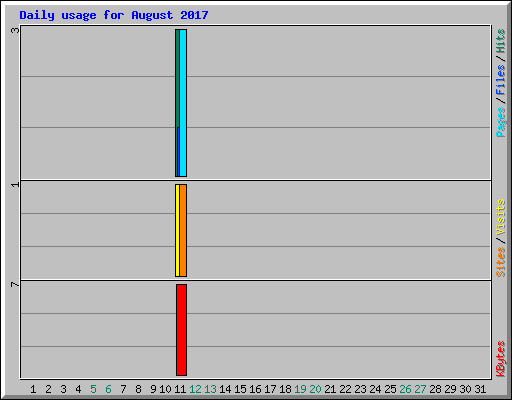 Daily usage for August 2017
3
Pages / Files / Hits
1
Sites / Visits
7
KBytes
1 2 3 4 5 6 7 8 9 10 11 12 13 14 15 16 17 18 19 20 21 22 23 24 25 26 27 28 29 30 31